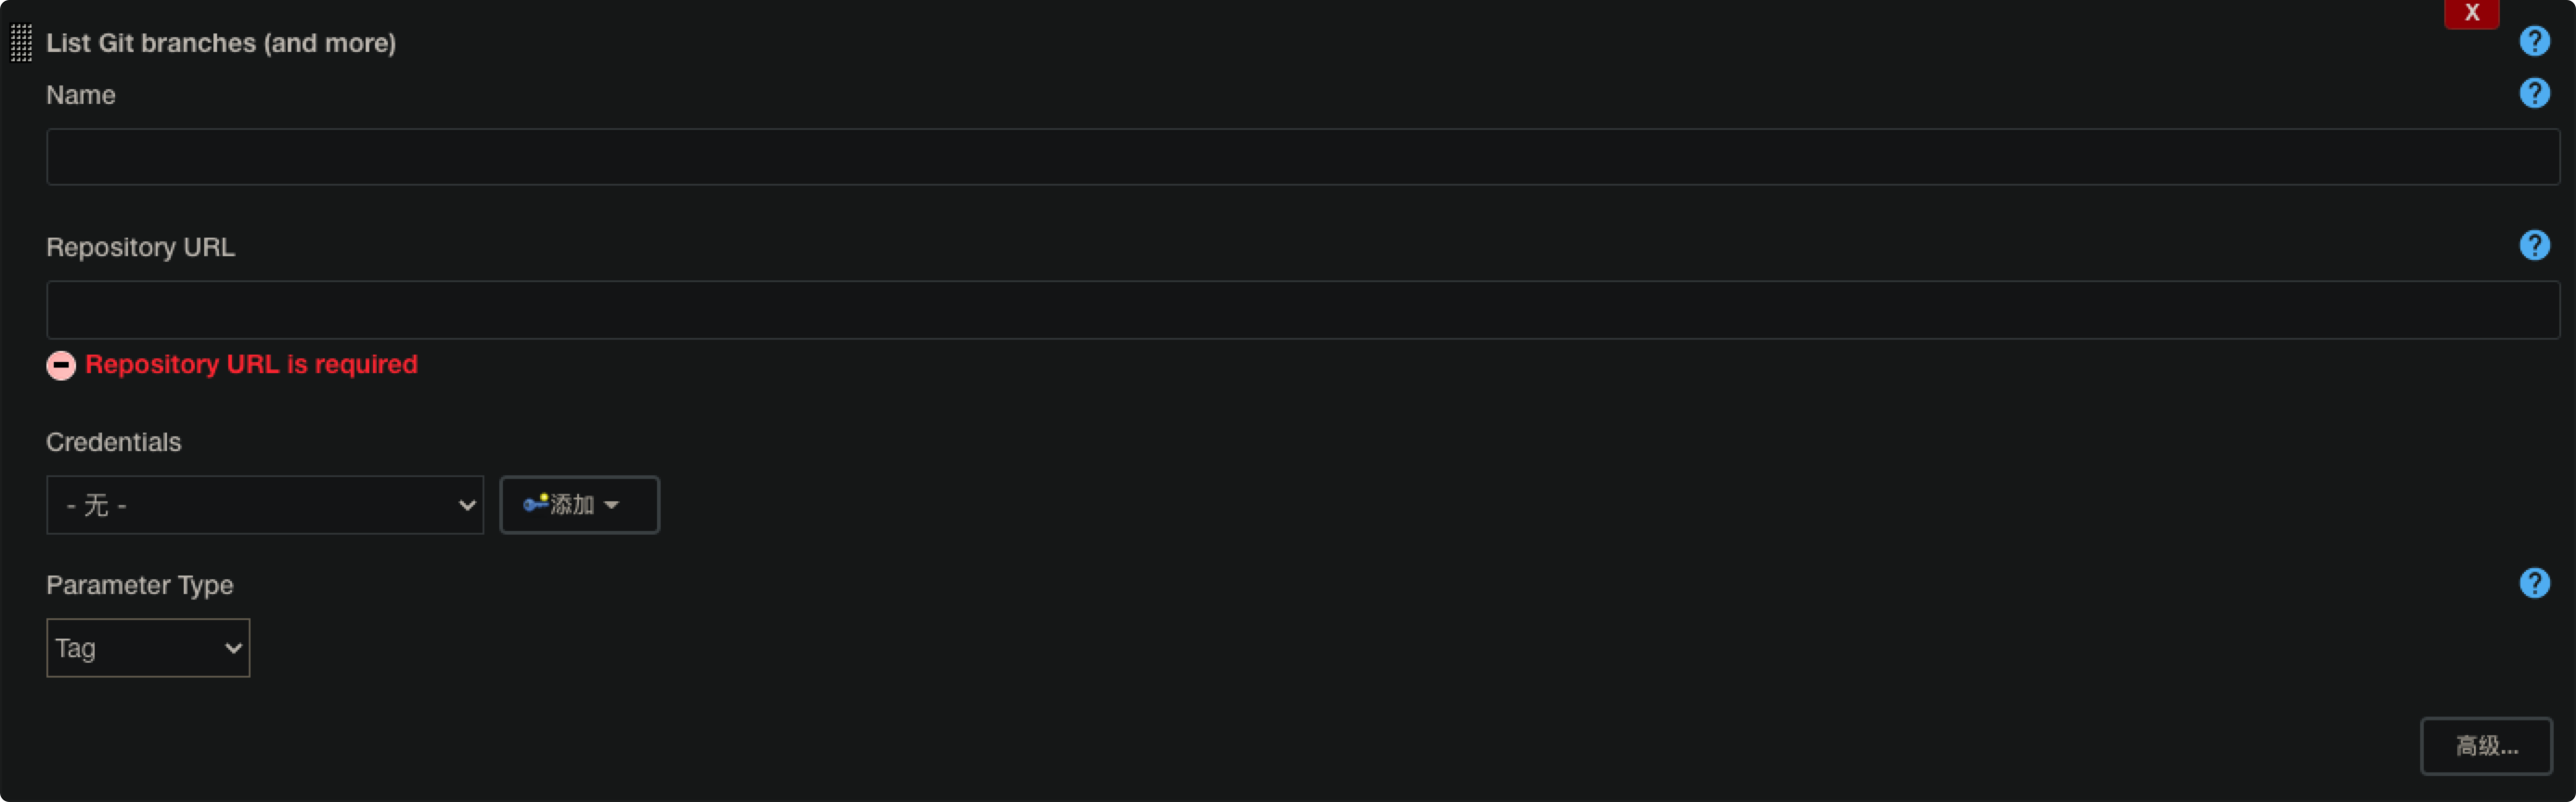 X
List Git branches (and more)
?
Name
?
Repository URL
?
Repository URL is required
Credentials
- 无 -
添加
Parameter Type
?
Tag
高级...